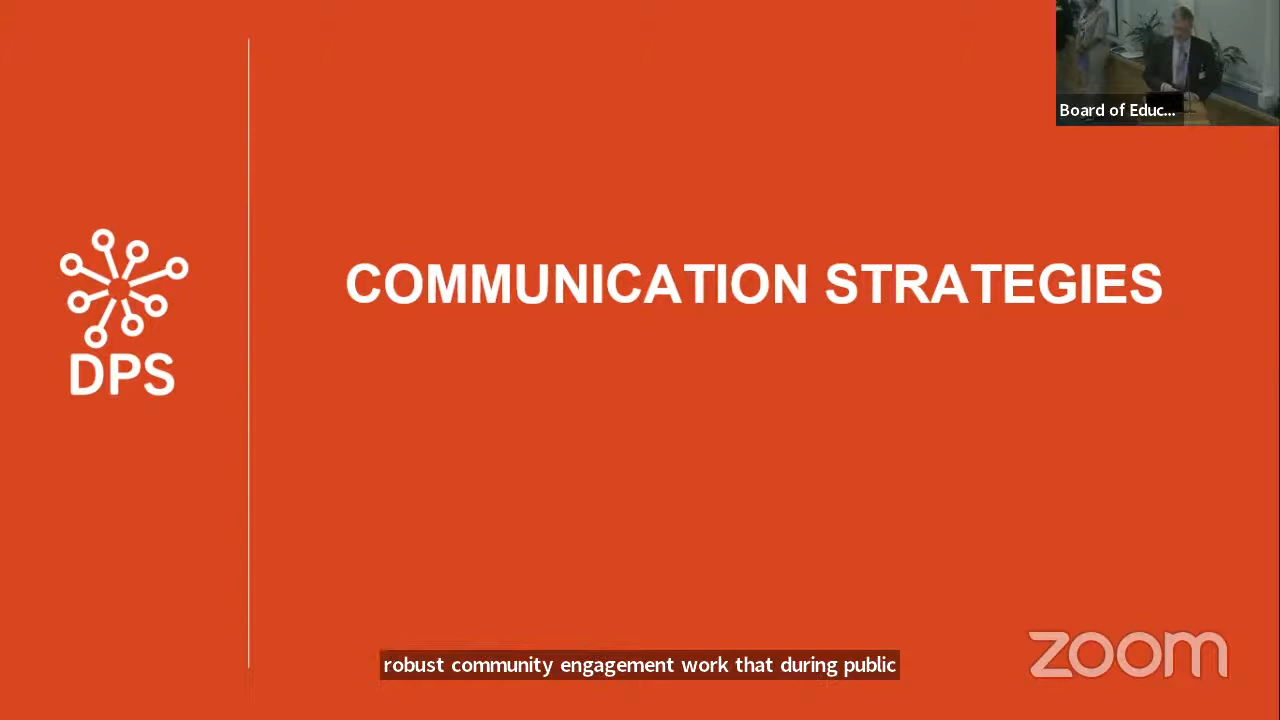 Board of Educ...
COMMUNICATION STRATEGIES
DPS
robust community engagement work that during public
zoom